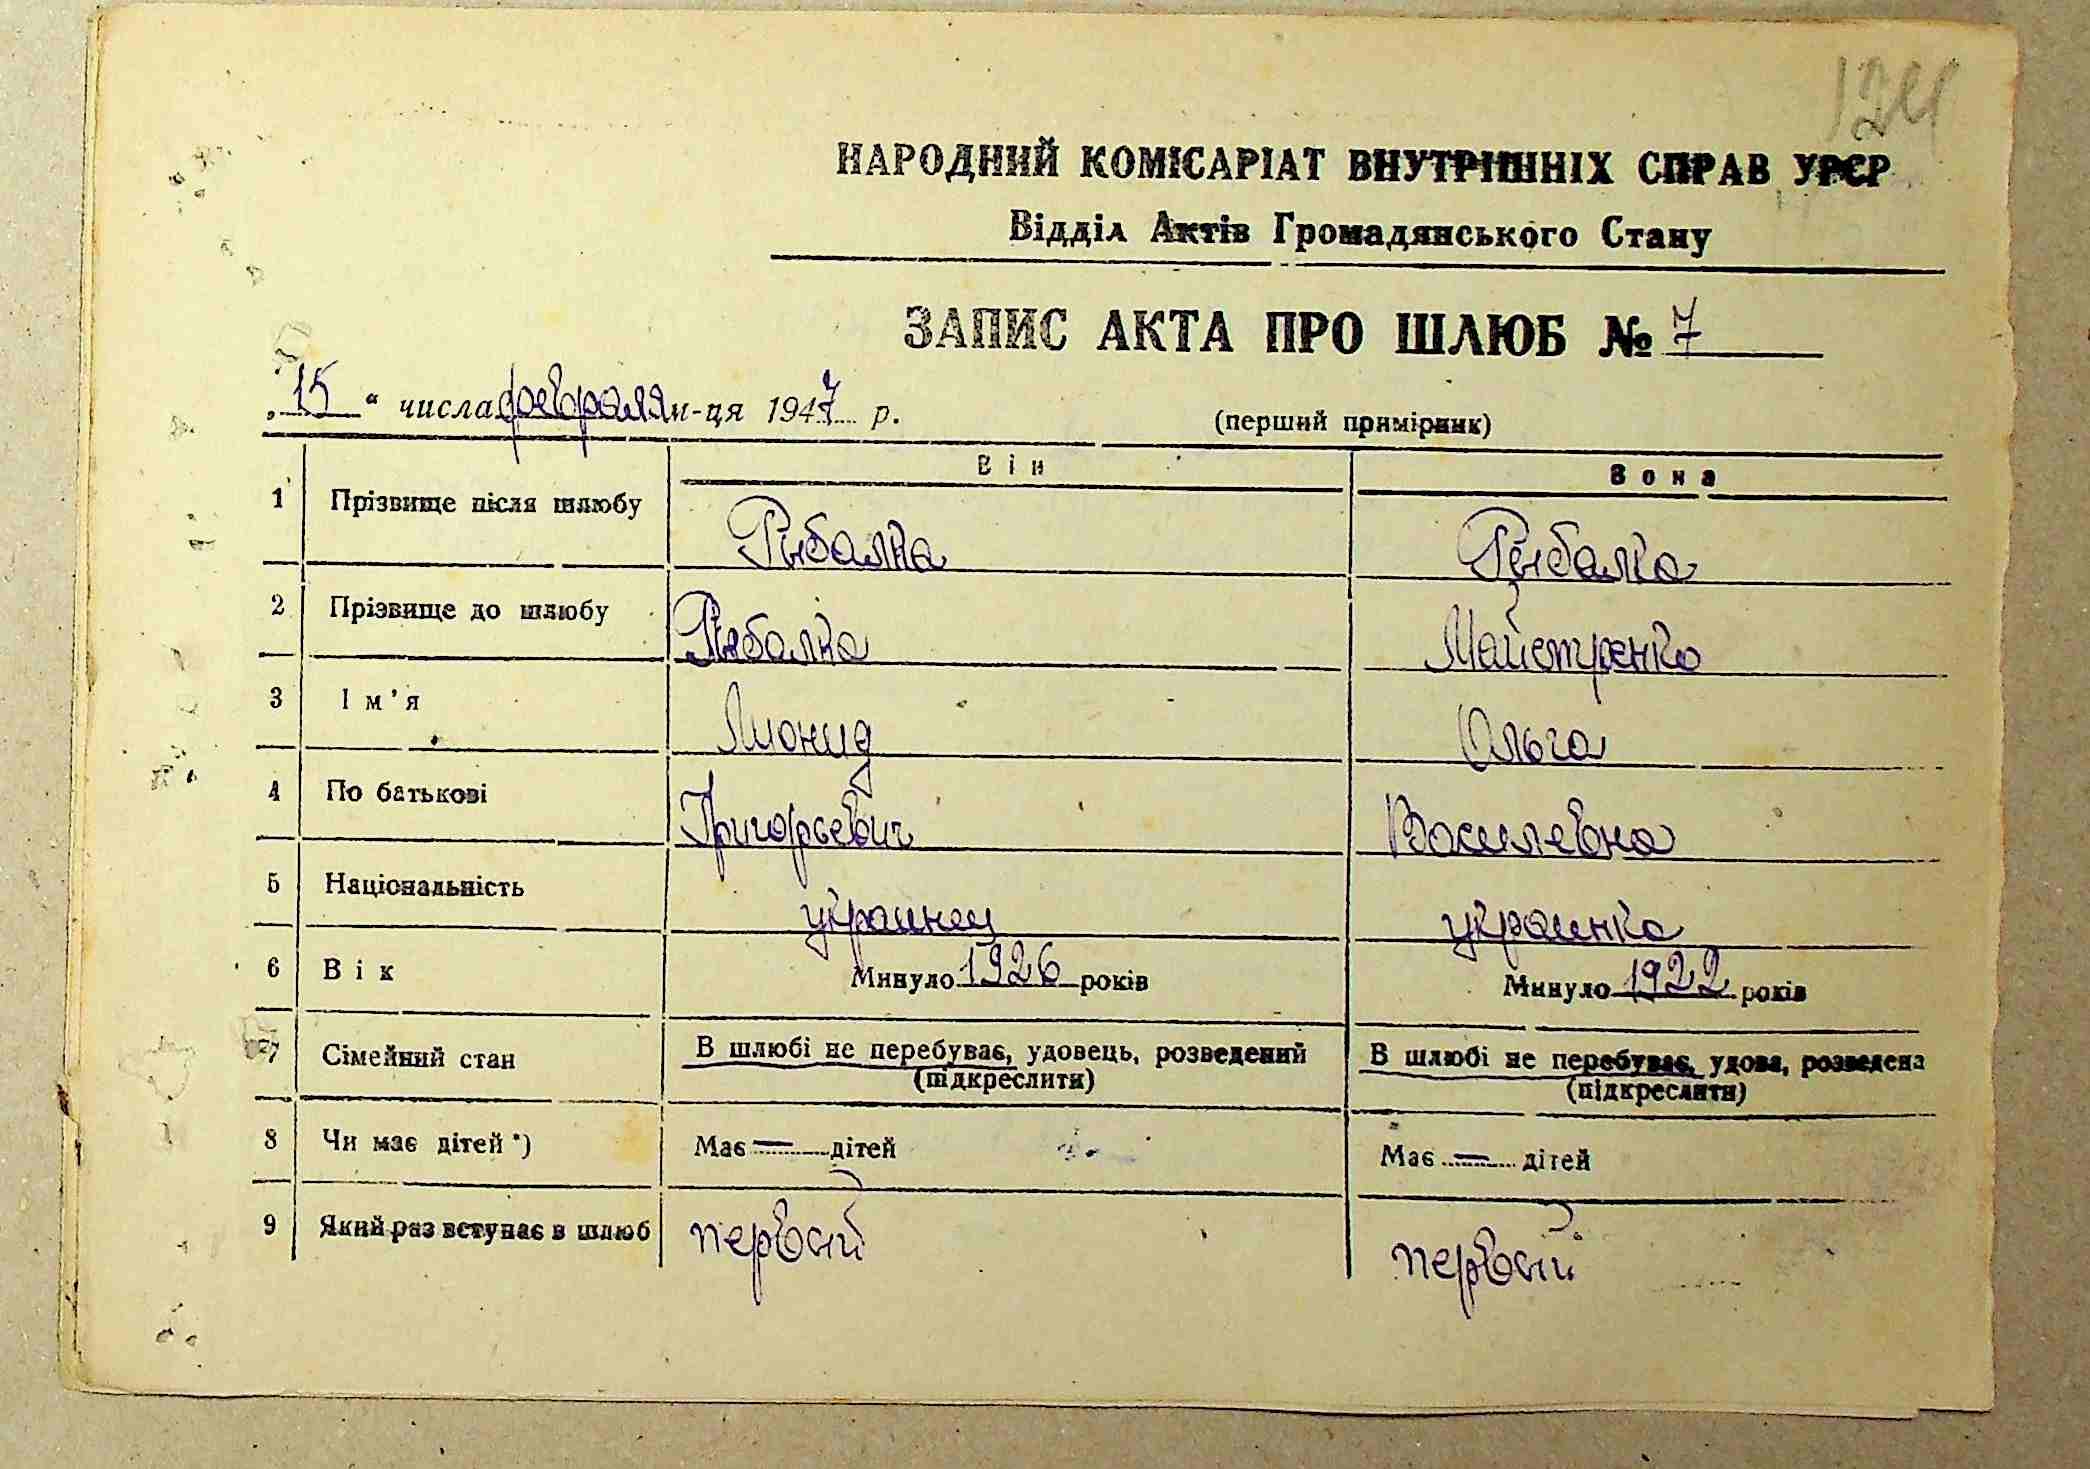 124
НАРОДНИЙ КОМІСАРІАТ ВНУТРІШНІХ СПРАВ УРСР
Відділ Актів Громадянського Стану
ЗАПИС АКТА ПРО ШЛЮБ № 7
„15“ числа февраля м-ця 1947 р.
(перший примірник)
Він Вона
1 Прізвище після шлюбу Рыбалка Рыбалка
2 Прізвище до шлюбу Рыбалка Майстренко
3 Ім’я Лионид Ольга
4 По батькові Григорьевич Василевна
5 Національність украинец украинка
6 Вік Минуло 1926 років Минуло 1922 років
7 Сімейний стан В шлюбі не перебуває, удовець, розведений В шлюбі не перебуває, удова, розведена
(підкреслити) (підкреслити)
8 Чи має дітей *) Має — дітей Має — дітей
9 Який раз вступає в шлюб первый первый